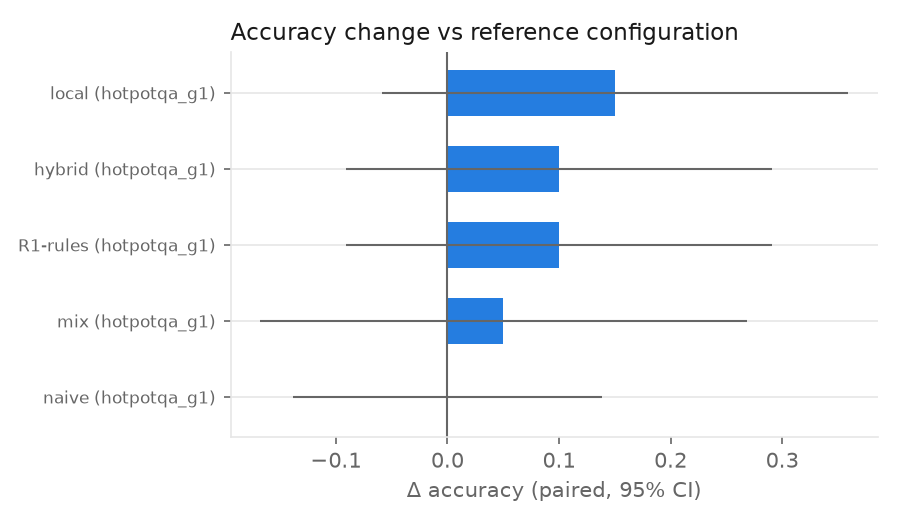 Accuracy change vs reference configuration
local (hotpotqa_g1)
hybrid (hotpotqa_g1)
R1-rules (hotpotqa_g1)
mix (hotpotqa_g1)
naive (hotpotqa_g1)
−0.1 0.0 0.1 0.2 0.3
Δ accuracy (paired, 95% CI)